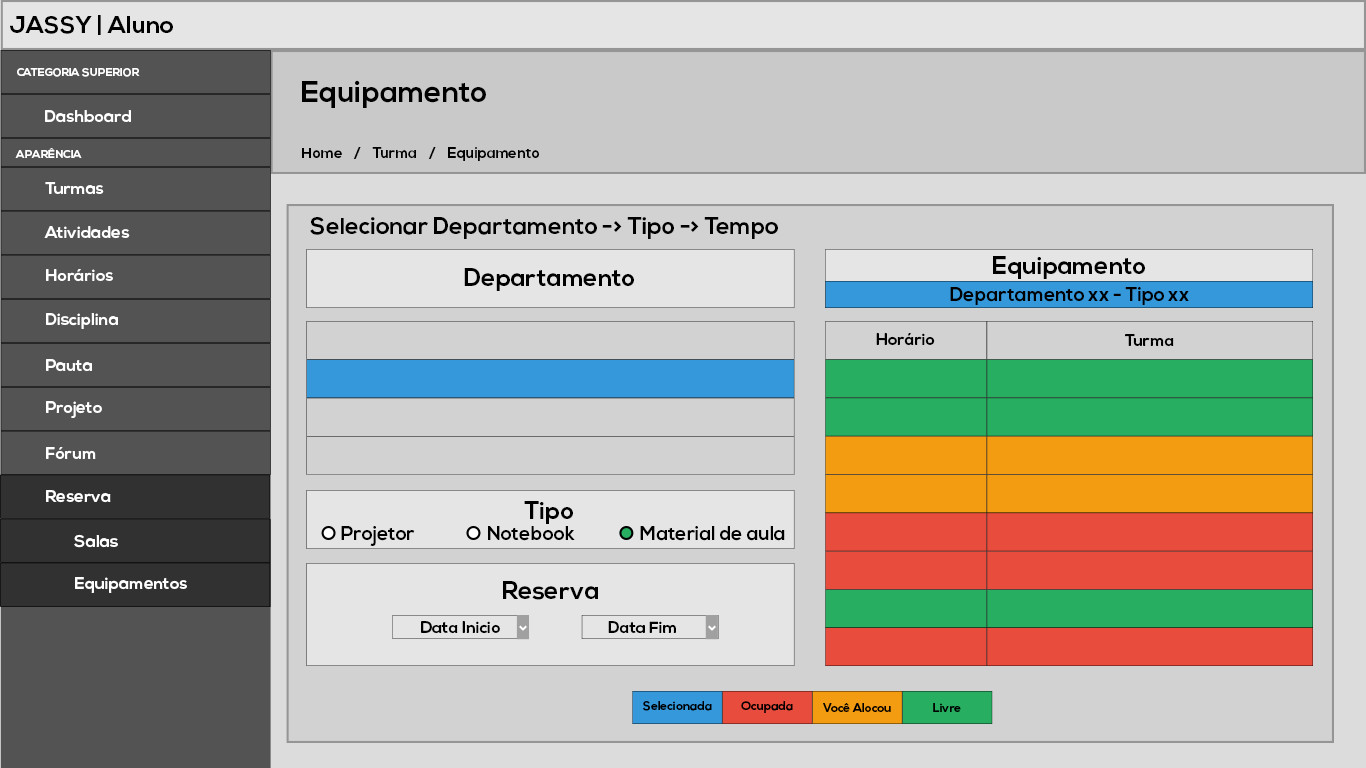 JASSY | Aluno
CATEGORIA SUPERIOR
Dashboard
APARÊNCIA
Turmas
Atividades
Horários
Disciplina
Pauta
Projeto
Fórum
Reserva
Salas
Equipamentos
Equipamento
Home / Turma / Equipamento
Selecionar Departamento -> Tipo -> Tempo
Departamento
Tipo
Projetor Notebook Material de aula
Reserva
Data Inicio Data Fim
Equipamento
Departamento xx - Tipo xx
Horário Turma
Selecionada Ocupada Você Alocou Livre